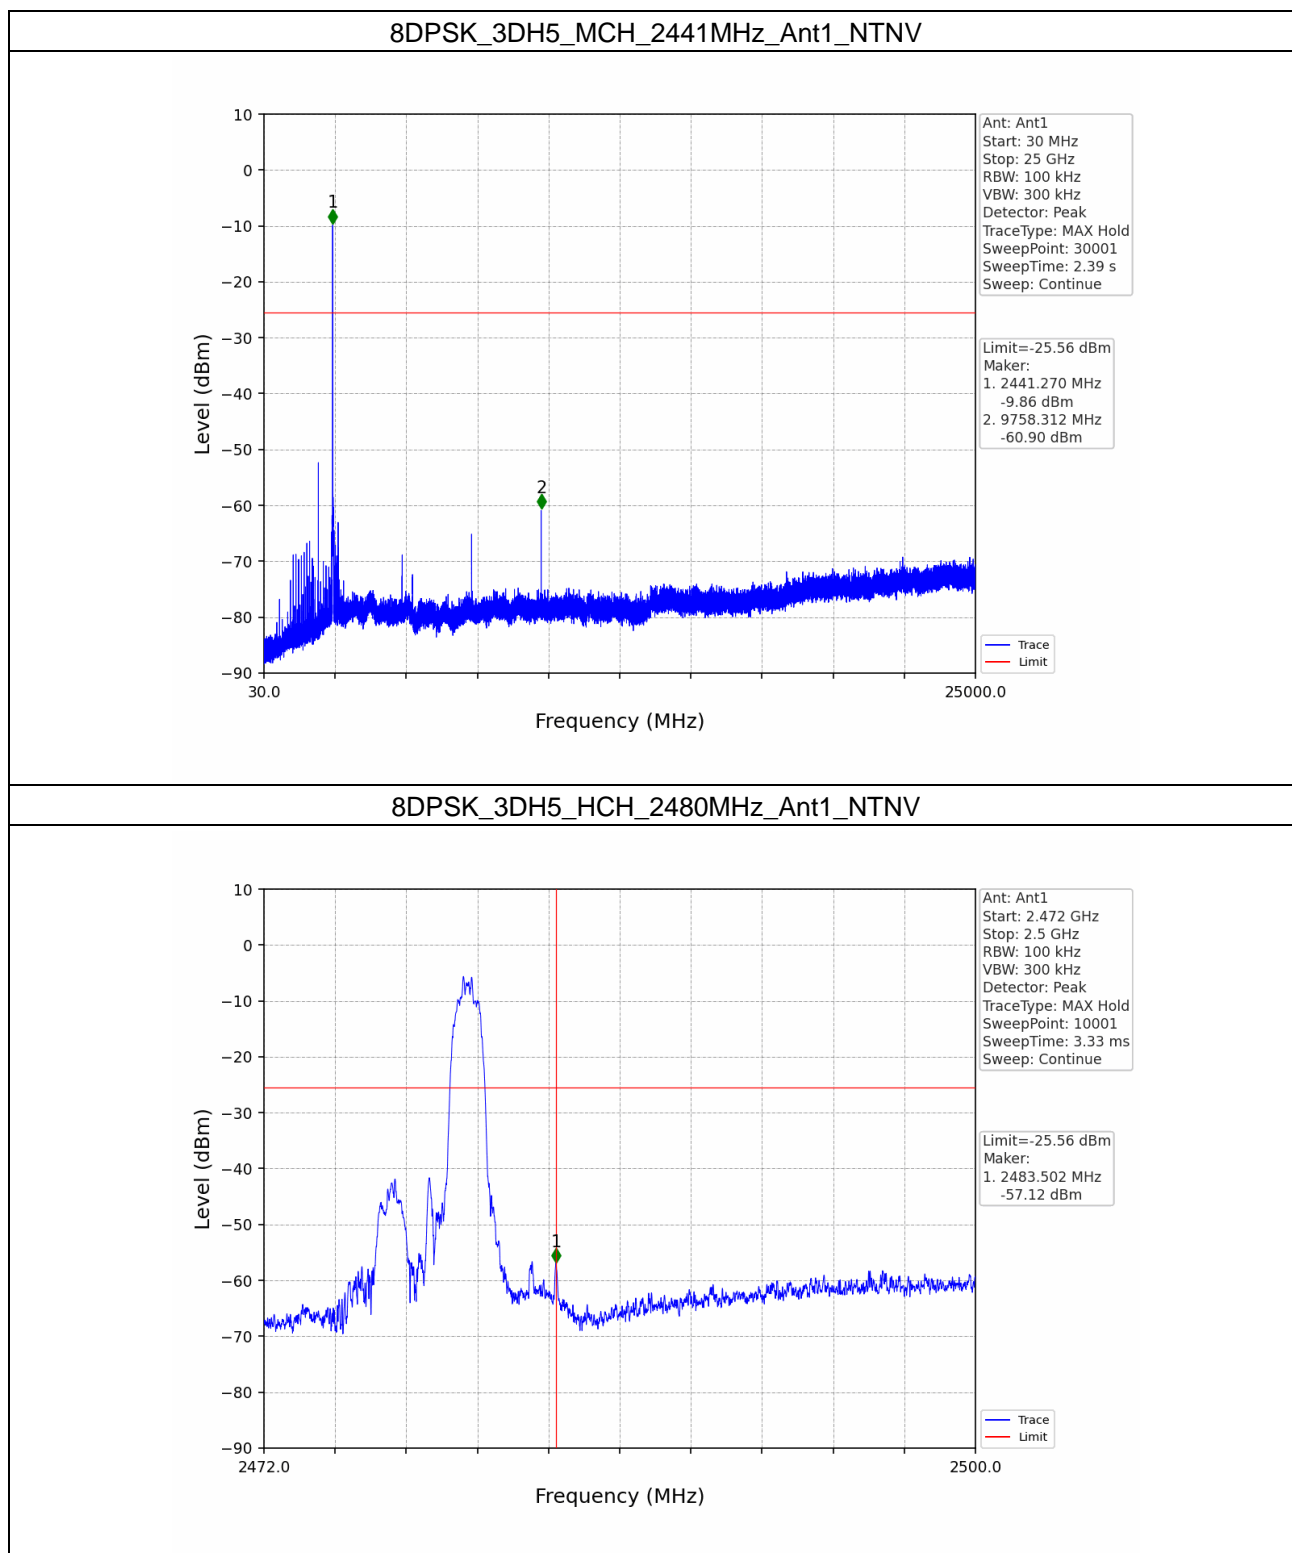 8DPSK_3DH5_MCH_2441MHz_Ant1_NTNV
10
0
−10
−20
−30
−40
−50
−60
−70
−80
−90
Level (dBm)
1
2
30.0
25000.0
Frequency (MHz)
Ant: Ant1
Start: 30 MHz
Stop: 25 GHz
RBW: 100 kHz
VBW: 300 kHz
Detector: Peak
TraceType: MAX Hold
SweepPoint: 30001
SweepTime: 2.39 s
Sweep: Continue
Limit=-25.56 dBm
Maker:
1. 2441.270 MHz
-9.86 dBm
2. 9758.312 MHz
-60.90 dBm
Trace
Limit
8DPSK_3DH5_HCH_2480MHz_Ant1_NTNV
10
0
−10
−20
−30
−40
−50
−60
−70
−80
−90
Level (dBm)
1
2472.0
2500.0
Frequency (MHz)
Ant: Ant1
Start: 2.472 GHz
Stop: 2.5 GHz
RBW: 100 kHz
VBW: 300 kHz
Detector: Peak
TraceType: MAX Hold
SweepPoint: 10001
SweepTime: 3.33 ms
Sweep: Continue
Limit=-25.56 dBm
Maker:
1. 2483.502 MHz
-57.12 dBm
Trace
Limit